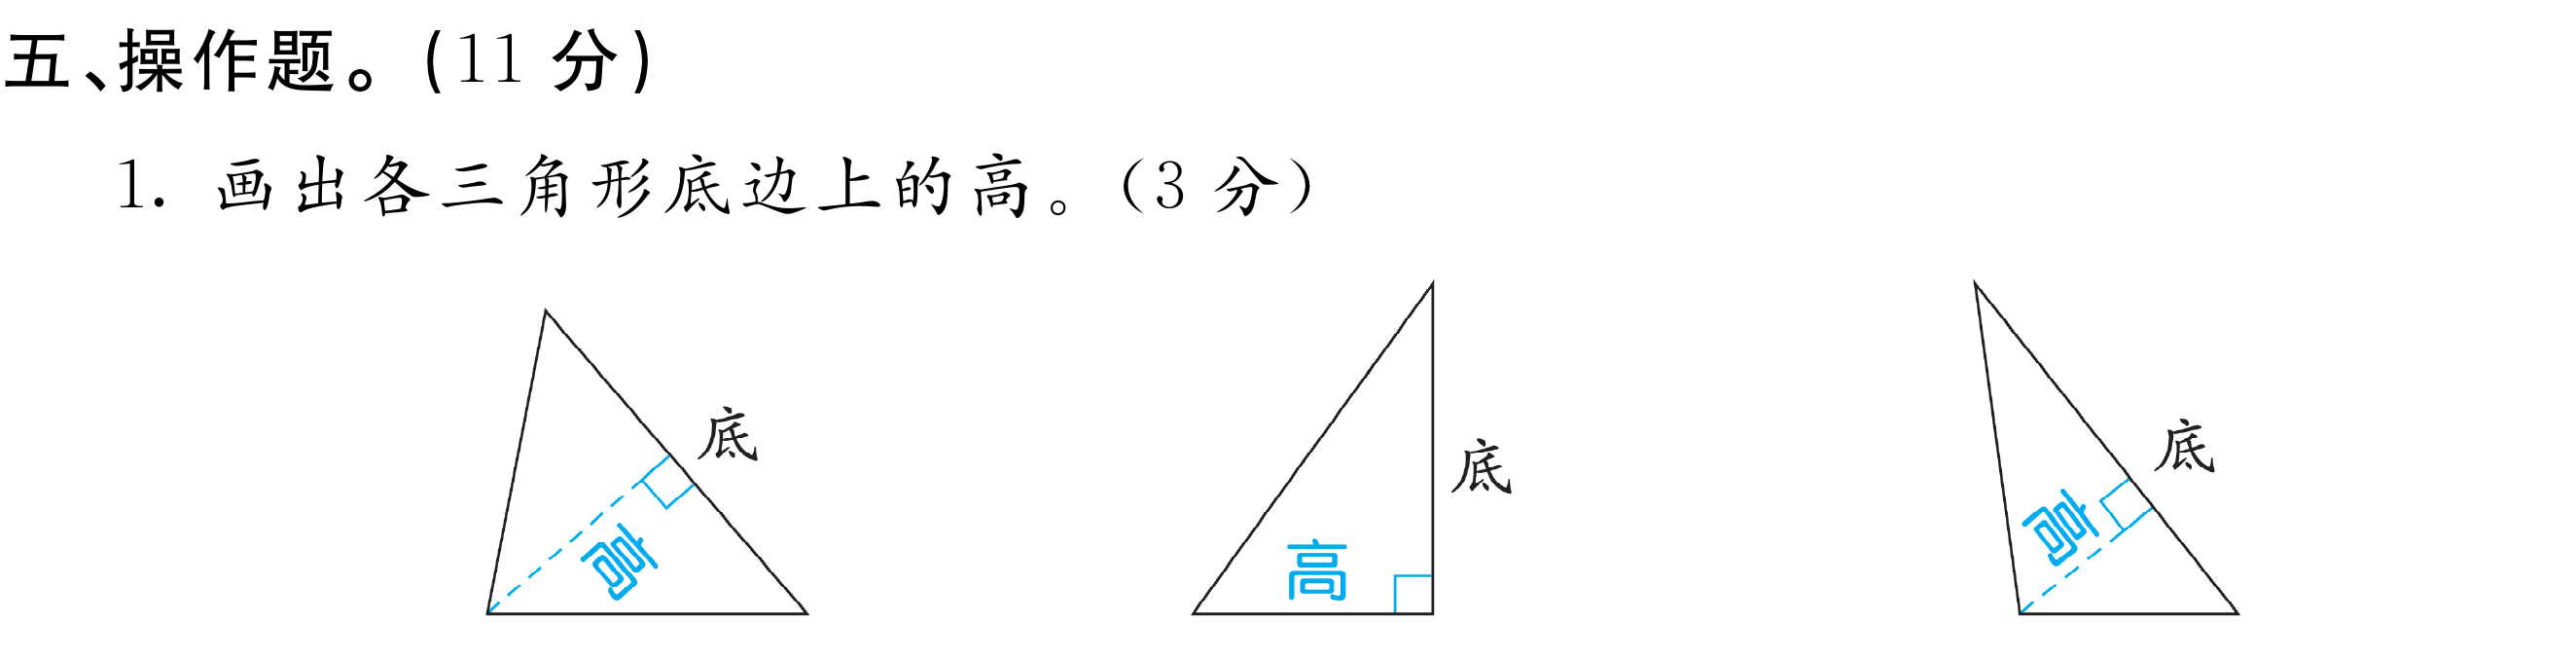 五、操作题。(11 分)
1. 画出各三角形底边上的高。(3 分)
底
高
底
高
底
高